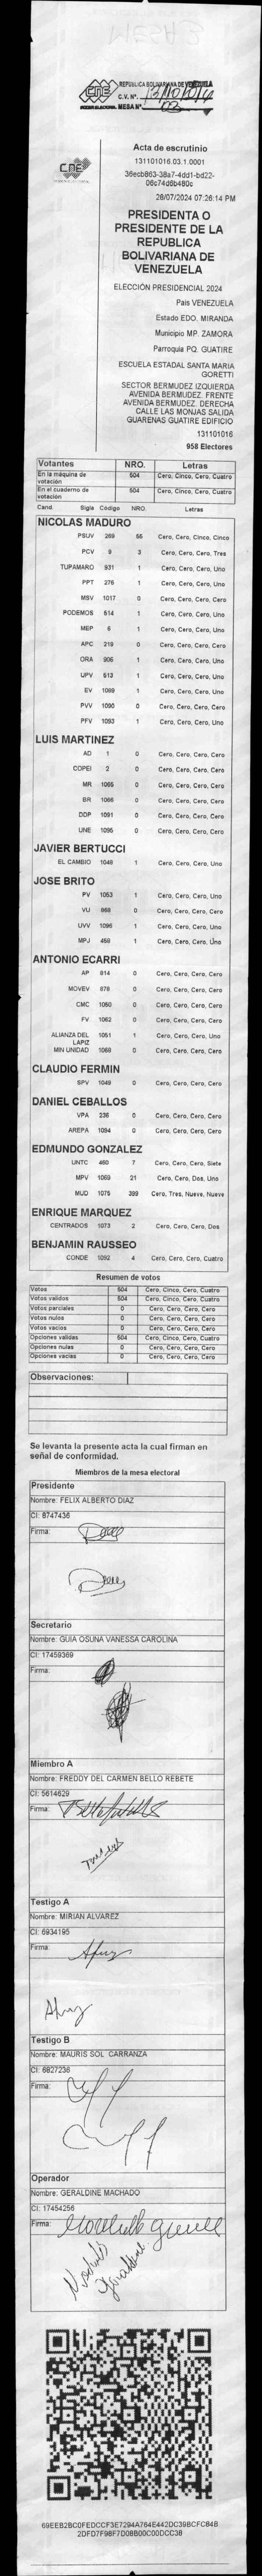 CNE
PODER ELECTORAL
REPÚBLICA BOLIVARIANA DE VENEZUELA
C.V. Nº.
MESA Nº 03
CNE
Acta de escrutinio
131101016.03.1.0001
36ecb863-38a7-4dd1-bd22-
06c74d6b480c
28/07/2024 07:26:14 PM
PRESIDENTA O
PRESIDENTE DE LA
REPUBLICA
BOLIVARIANA DE
VENEZUELA
ELECCIÓN PRESIDENCIAL 2024
Pais VENEZUELA
Estado EDO. MIRANDA
Municipio MP. ZAMORA
Parroquia PQ. GUATIRE
ESCUELA ESTADAL SANTA MARIA
GORETTI
SECTOR BERMUDEZ IZQUIERDA
AVENIDA BERMUDEZ. FRENTE
AVENIDA BERMUDEZ. DERECHA
CALLE LAS MONJAS SALIDA
GUARENAS GUATIRE EDIFICIO
131101016
958 Electores
Votantes NRO. Letras
En la máquina de votación 504 Cero, Cinco, Cero, Cuatro
En el cuaderno de votación 504 Cero, Cinco, Cero, Cuatro
Cand. Sigla Código NRO. Letras
NICOLAS MADURO
PSUV 269 55 Cero, Cero, Cinco, Cinco
PCV 9 3 Cero, Cero, Cero, Tres
TUPAMARO 931 1 Cero, Cero, Cero, Uno
PPT 276 1 Cero, Cero, Cero, Uno
MSV 1017 0 Cero, Cero, Cero, Cero
PODEMOS 514 1 Cero, Cero, Cero, Uno
MEP 6 1 Cero, Cero, Cero, Uno
APC 219 0 Cero, Cero, Cero, Cero
ORA 906 1 Cero, Cero, Cero, Uno
UPV 513 1 Cero, Cero, Cero, Uno
EV 1089 1 Cero, Cero, Cero, Uno
PVV 1090 0 Cero, Cero, Cero, Cero
PFV 1093 1 Cero, Cero, Cero, Uno
LUIS MARTINEZ
AD 1 0 Cero, Cero, Cero, Cero
COPEI 2 0 Cero, Cero, Cero, Cero
MR 1065 0 Cero, Cero, Cero, Cero
BR 1066 0 Cero, Cero, Cero, Cero
DDP 1091 0 Cero, Cero, Cero, Cero
UNE 1095 0 Cero, Cero, Cero, Cero
JAVIER BERTUCCI
EL CAMBIO 1048 1 Cero, Cero, Cero, Uno
JOSE BRITO
PV 1053 1 Cero, Cero, Cero, Uno
VU 868 0 Cero, Cero, Cero, Cero
UVV 1096 1 Cero, Cero, Cero, Uno
MPJ 458 1 Cero, Cero, Cero, Uno
ANTONIO ECARRI
AP 814 0 Cero, Cero, Cero, Cero
MOVEV 878 0 Cero, Cero, Cero, Cero
CMC 1050 0 Cero, Cero, Cero, Cero
FV 1062 0 Cero, Cero, Cero, Cero
ALIANZA DEL LAPIZ 1051 1 Cero, Cero, Cero, Uno
MIN UNIDAD 1068 0 Cero, Cero, Cero, Cero
CLAUDIO FERMIN
SPV 1049 0 Cero, Cero, Cero, Cero
DANIEL CEBALLOS
VPA 236 0 Cero, Cero, Cero, Cero
AREPA 1094 0 Cero, Cero, Cero, Cero
EDMUNDO GONZALEZ
UNTC 460 7 Cero, Cero, Cero, Siete
MPV 1069 21 Cero, Cero, Dos, Uno
MUD 1075 399 Cero, Tres, Nueve, Nueve
ENRIQUE MARQUEZ
CENTRADOS 1073 2 Cero, Cero, Cero, Dos
BENJAMIN RAUSSEO
CONDE 1092 4 Cero, Cero, Cero, Cuatro
Resumen de votos
Votos 504 Cero, Cinco, Cero, Cuatro
Votos validos 504 Cero, Cinco, Cero, Cuatro
Votos parciales 0 Cero, Cero, Cero, Cero
Votos nulos 0 Cero, Cero, Cero, Cero
Votos vacios 0 Cero, Cero, Cero, Cero
Opciones validas 504 Cero, Cinco, Cero, Cuatro
Opciones nulas 0 Cero, Cero, Cero, Cero
Opciones vacias 0 Cero, Cero, Cero, Cero
Observaciones:
Se levanta la presente acta la cual firman en
señal de conformidad.
Miembros de la mesa electoral
Presidente
Nombre: FELIX ALBERTO DIAZ
CI: 8747436
Firma:
Secretario
Nombre: GUIA OSUNA VANESSA CAROLINA
CI: 17459369
Firma:
Miembro A
Nombre: FREDDY DEL CARMEN BELLO REBETE
CI: 5614629
Firma:
Testigo A
Nombre: MIRIAN ALVAREZ
CI: 6934195
Firma:
Testigo B
Nombre: MAURIS SOL CARRANZA
CI: 6827236
Firma:
Operador
Nombre: GERALDINE MACHADO
CI: 17454256
Firma:
69EEB2BC0FEDCCF3E7294A764E442DC39BCFC84B
2DFD7F98F7D08B00C00DCC38